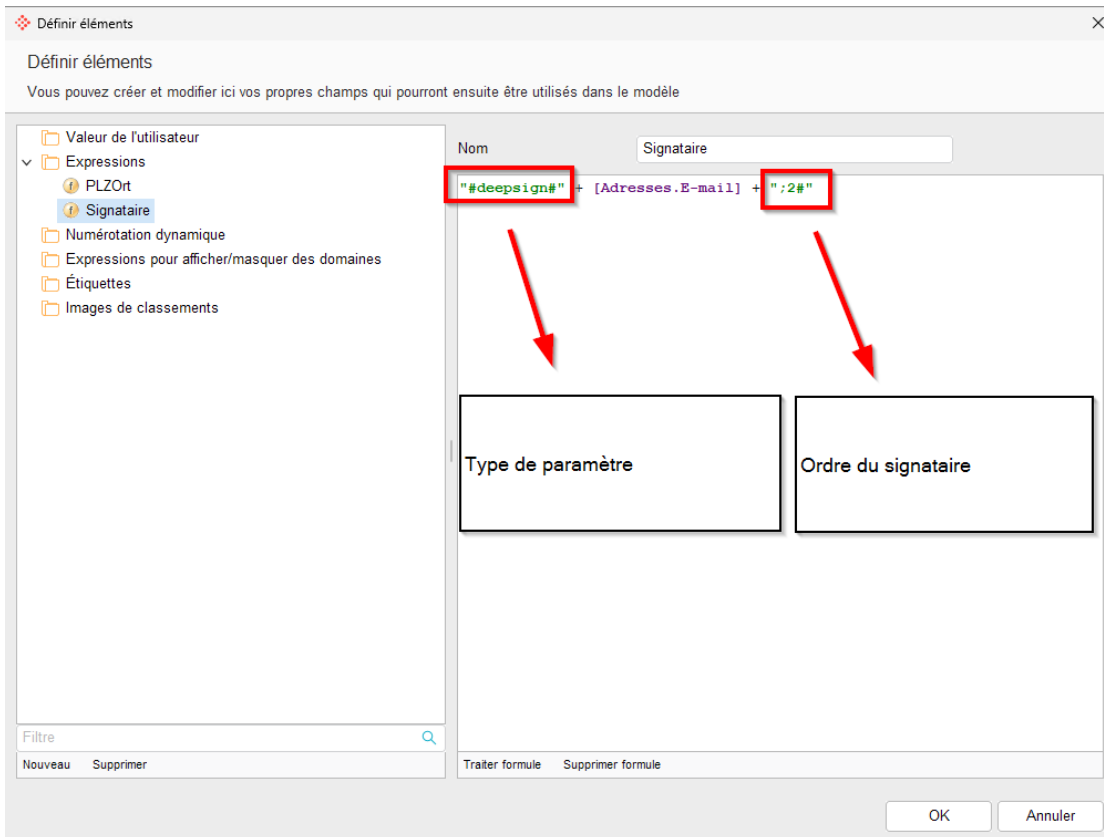 Définir éléments
Définir éléments
Vous pouvez créer et modifier ici vos propres champs qui pourront ensuite être utilisés dans le modèle
Valeur de l'utilisateur
Expressions
PLZOrt
Signataire
Numérotation dynamique
Expressions pour afficher/masquer des domaines
Étiquettes
Images de classements
Filtre
Nouveau Supprimer
Nom Signataire
"#deepsign#" + [Adresses.E-mail] + ";2#"
Type de paramètre
Ordre du signataire
Traiter formule Supprimer formule
OK Annuler